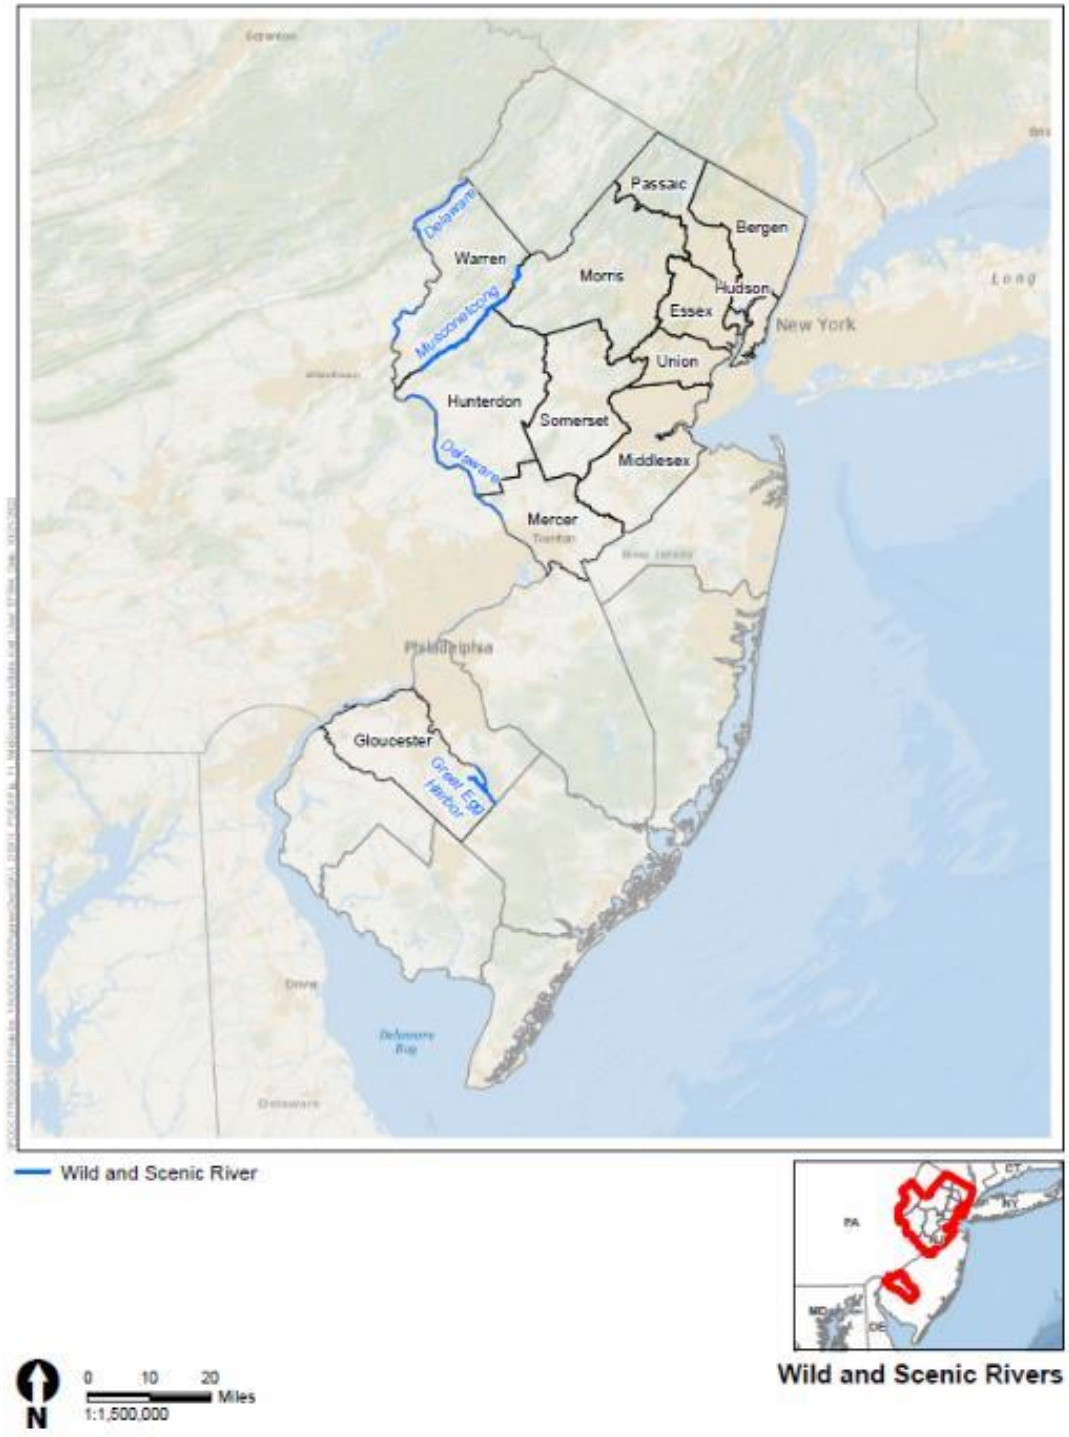 Scranton
Passaic
Delaware
Bergen
Warren
Morris
Long
Hudson
Musconetcong
Essex
New York
Union
Hunterdon
Somerset
Delaware
Middlesex
Mercer
Trenton
New Jersey
Philadelphia
Gloucester
Great Egg
Harbor
Dover
Delaware
Bay
Delaware
Wild and Scenic River
CT
NY
PA
NJ
MD
DE
Wild and Scenic Rivers
N
0 10 20
Miles
1:1,500,000